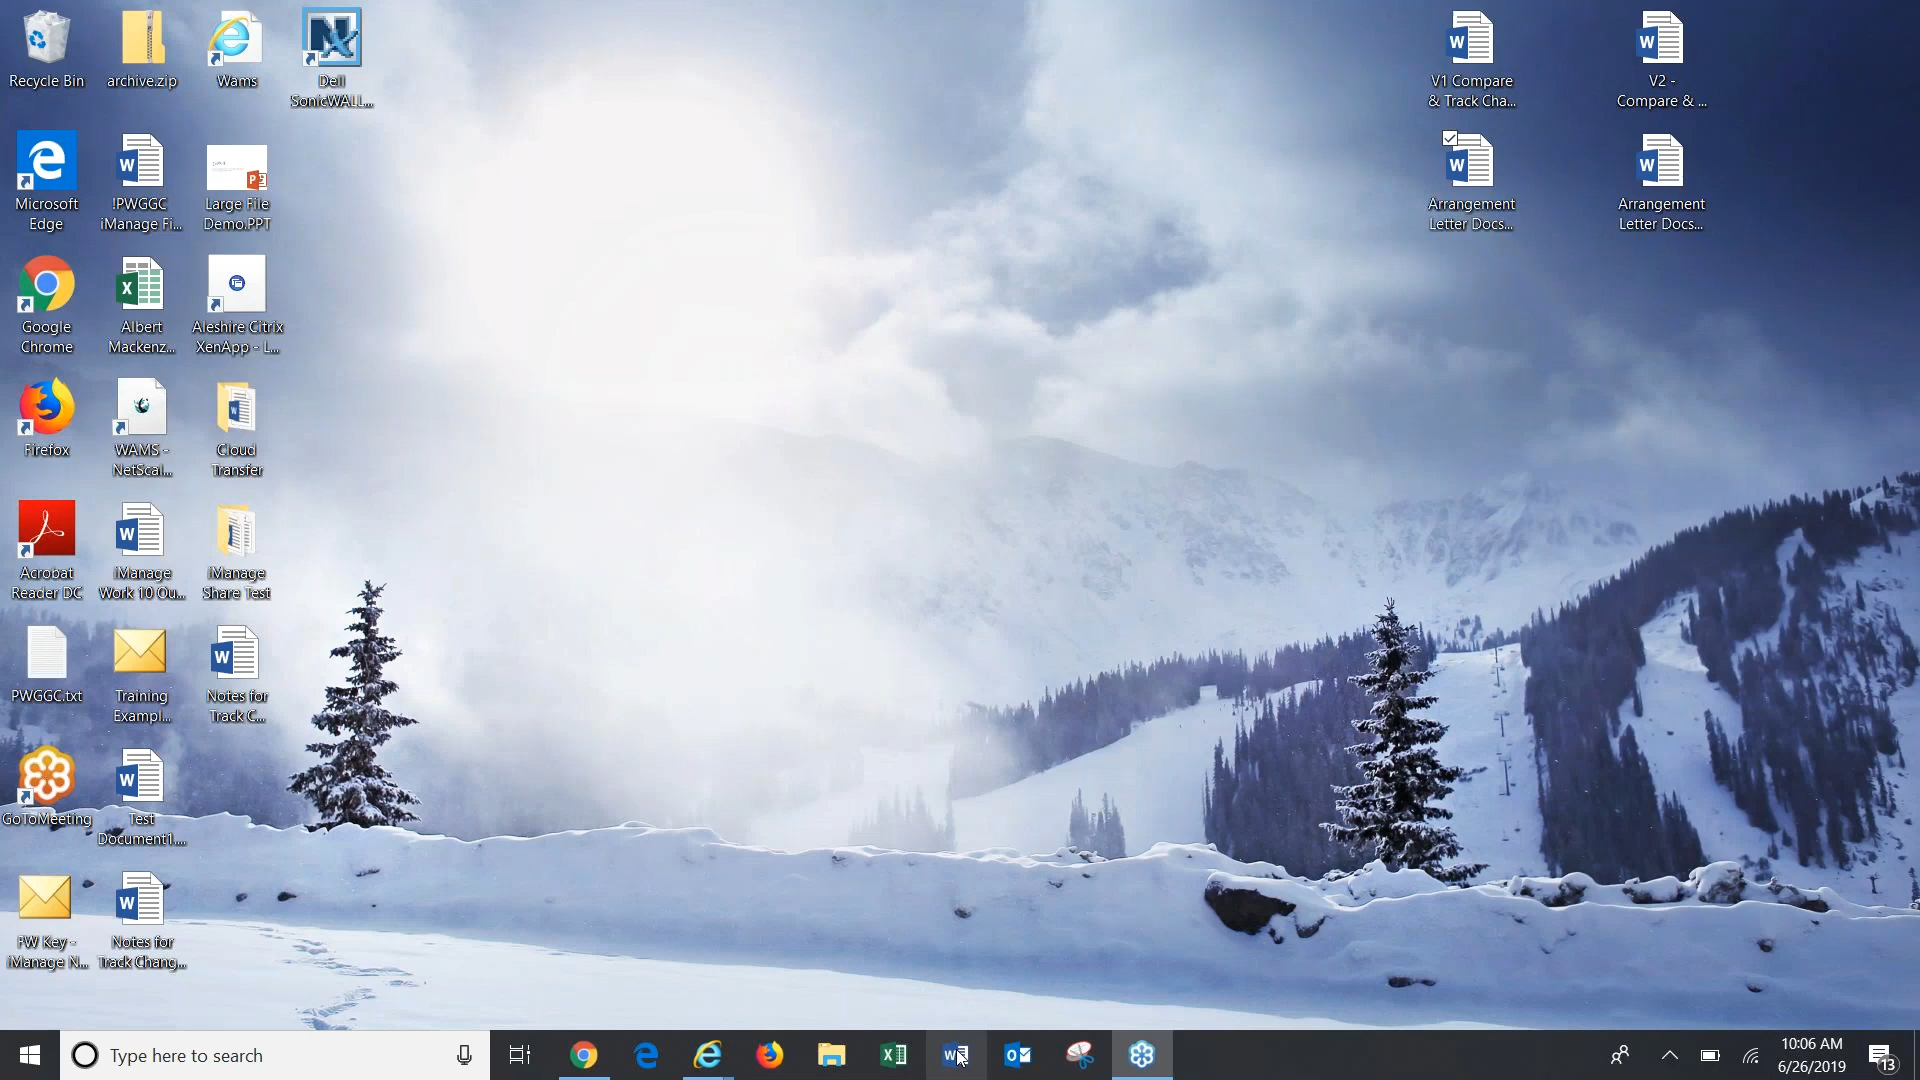 Recycle Bin
archive.zip
Wams
Dell
SonicWALL...
V1 Compare
& Track Cha...
V2 -
Compare & ...
Microsoft
Edge
!PWGGC
iManage Fi...
Large File
Demo.PPT
Arrangement
Letter Docs...
Arrangement
Letter Docs...
Google
Chrome
Albert
Mackenz...
Aleshire Citrix
XenApp - L...
Firefox
WAMS -
NetScal...
Cloud
Transfer
Acrobat
Reader DC
iManage
Work 10 Ou...
iManage
Share Test
PWGGC.txt
Training
Exampl...
Notes for
Track C...
GoToMeeting
Test
Document1....
FW Key -
iManage N...
Notes for
Track Chang...
Type here to search
10:06 AM
6/26/2019
13